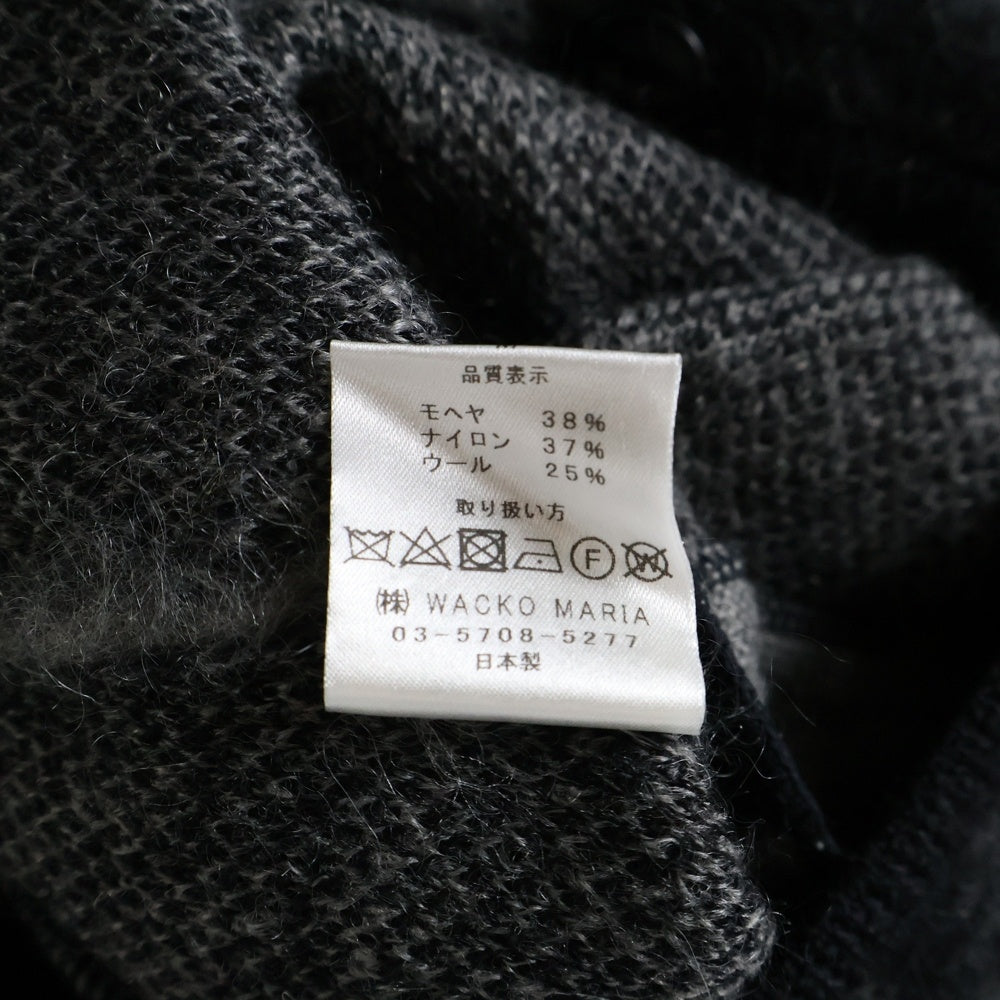 品質表示
モヘヤ 38%
ナイロン 37%
ウール 25%
取り扱い方
F W
㈱ WACKO MARIA
03-5708-5277
日本製